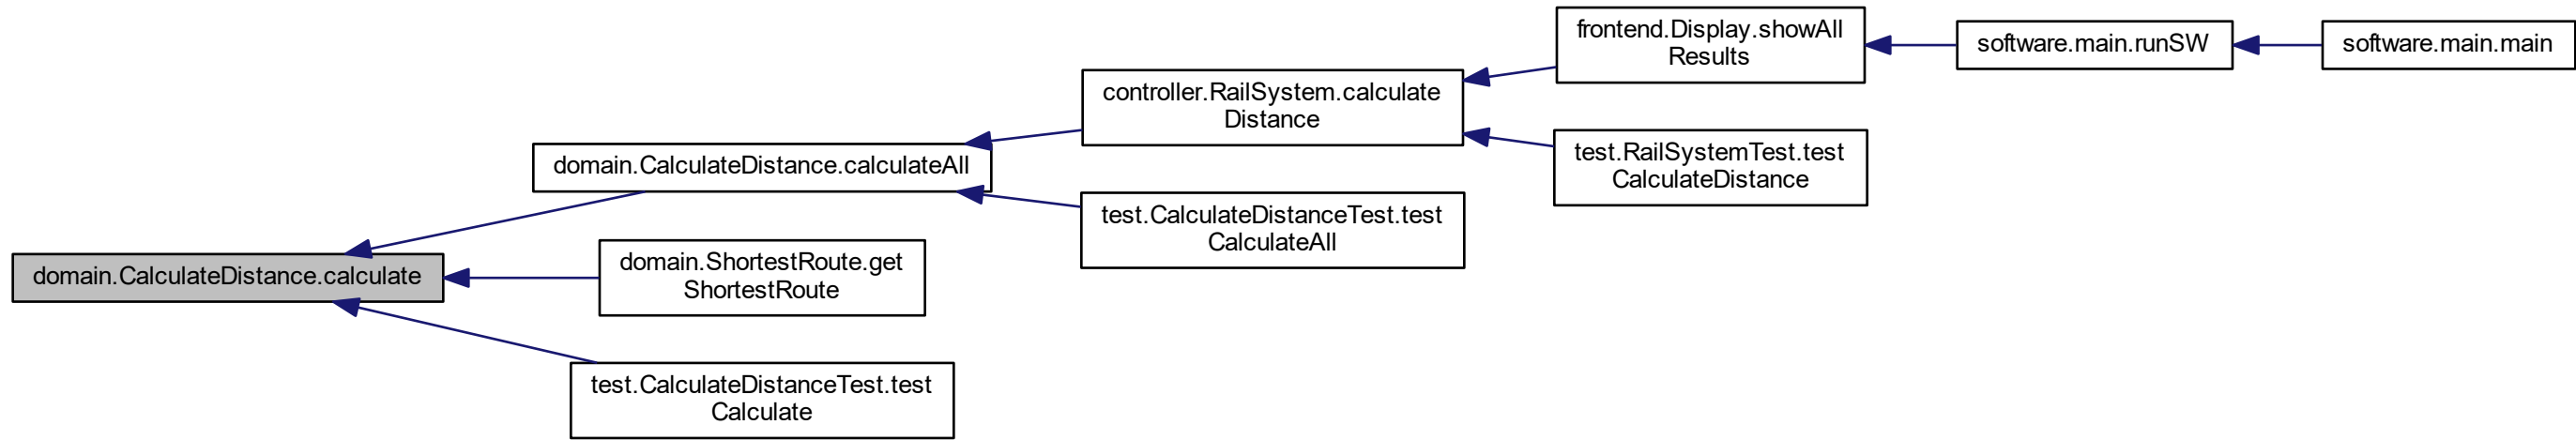 frontend.Display.showAll
Results
software.main.runSW
software.main.main
controller.RailSystem.calculate
Distance
test.RailSystemTest.test
CalculateDistance
domain.CalculateDistance.calculateAll
test.CalculateDistanceTest.test
CalculateAll
domain.CalculateDistance.calculate
domain.ShortestRoute.get
ShortestRoute
test.CalculateDistanceTest.test
Calculate